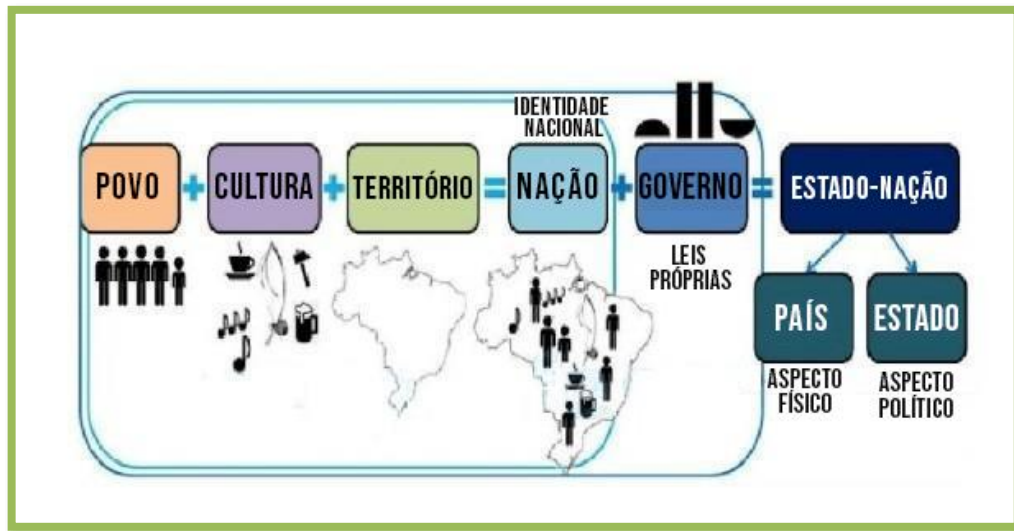 IDENTIDADE
NACIONAL
POVO + CULTURA + TERRITÓRIO = NAÇÃO + GOVERNO = ESTADO-NAÇÃO
LEIS
PRÓPRIAS
PAÍS
ESTADO
ASPECTO
FÍSICO
ASPECTO
POLÍTICO